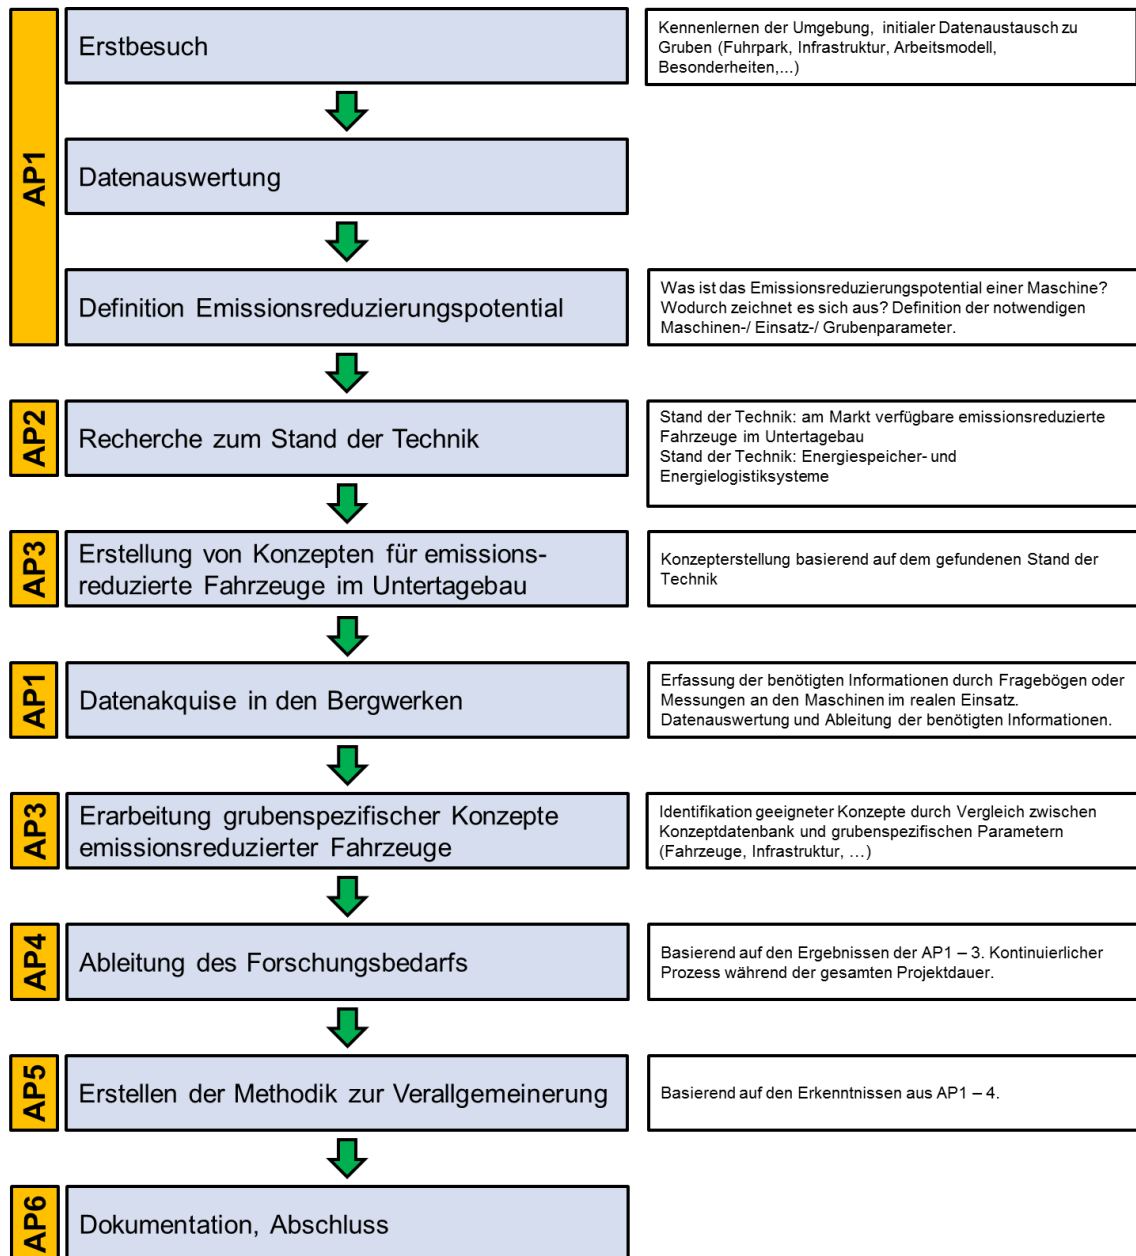 AP1
Erstbesuch
Kennenlernen der Umgebung, initialer Datenaustausch zu
Gruben (Fuhrpark, Infrastruktur, Arbeitsmodell,
Besonderheiten,...)
Datenauswertung
Definition Emissionsreduzierungspotential
Was ist das Emissionsreduzierungspotential einer Maschine?
Wodurch zeichnet es sich aus? Definition der notwendigen
Maschinen-/ Einsatz-/ Grubenparameter.
AP2
Recherche zum Stand der Technik
Stand der Technik: am Markt verfügbare emissionsreduzierte
Fahrzeuge im Untertagebau
Stand der Technik: Energiespeicher- und
Energielogistiksysteme
AP3
Erstellung von Konzepten für emissions-
reduzierte Fahrzeuge im Untertagebau
Konzepterstellung basierend auf dem gefundenen Stand der
Technik
AP1
Datenakquise in den Bergwerken
Erfassung der benötigten Informationen durch Fragebögen oder
Messungen an den Maschinen im realen Einsatz.
Datenauswertung und Ableitung der benötigten Informationen.
AP3
Erarbeitung grubenspezifischer Konzepte
emissionsreduzierter Fahrzeuge
Identifikation geeigneter Konzepte durch Vergleich zwischen
Konzeptdatenbank und grubenspezifischen Parametern
(Fahrzeuge, Infrastruktur, …)
AP4
Ableitung des Forschungsbedarfs
Basierend auf den Ergebnissen der AP1 – 3. Kontinuierlicher
Prozess während der gesamten Projektdauer.
AP5
Erstellen der Methodik zur Verallgemeinerung
Basierend auf den Erkenntnissen aus AP1 – 4.
AP6
Dokumentation, Abschluss